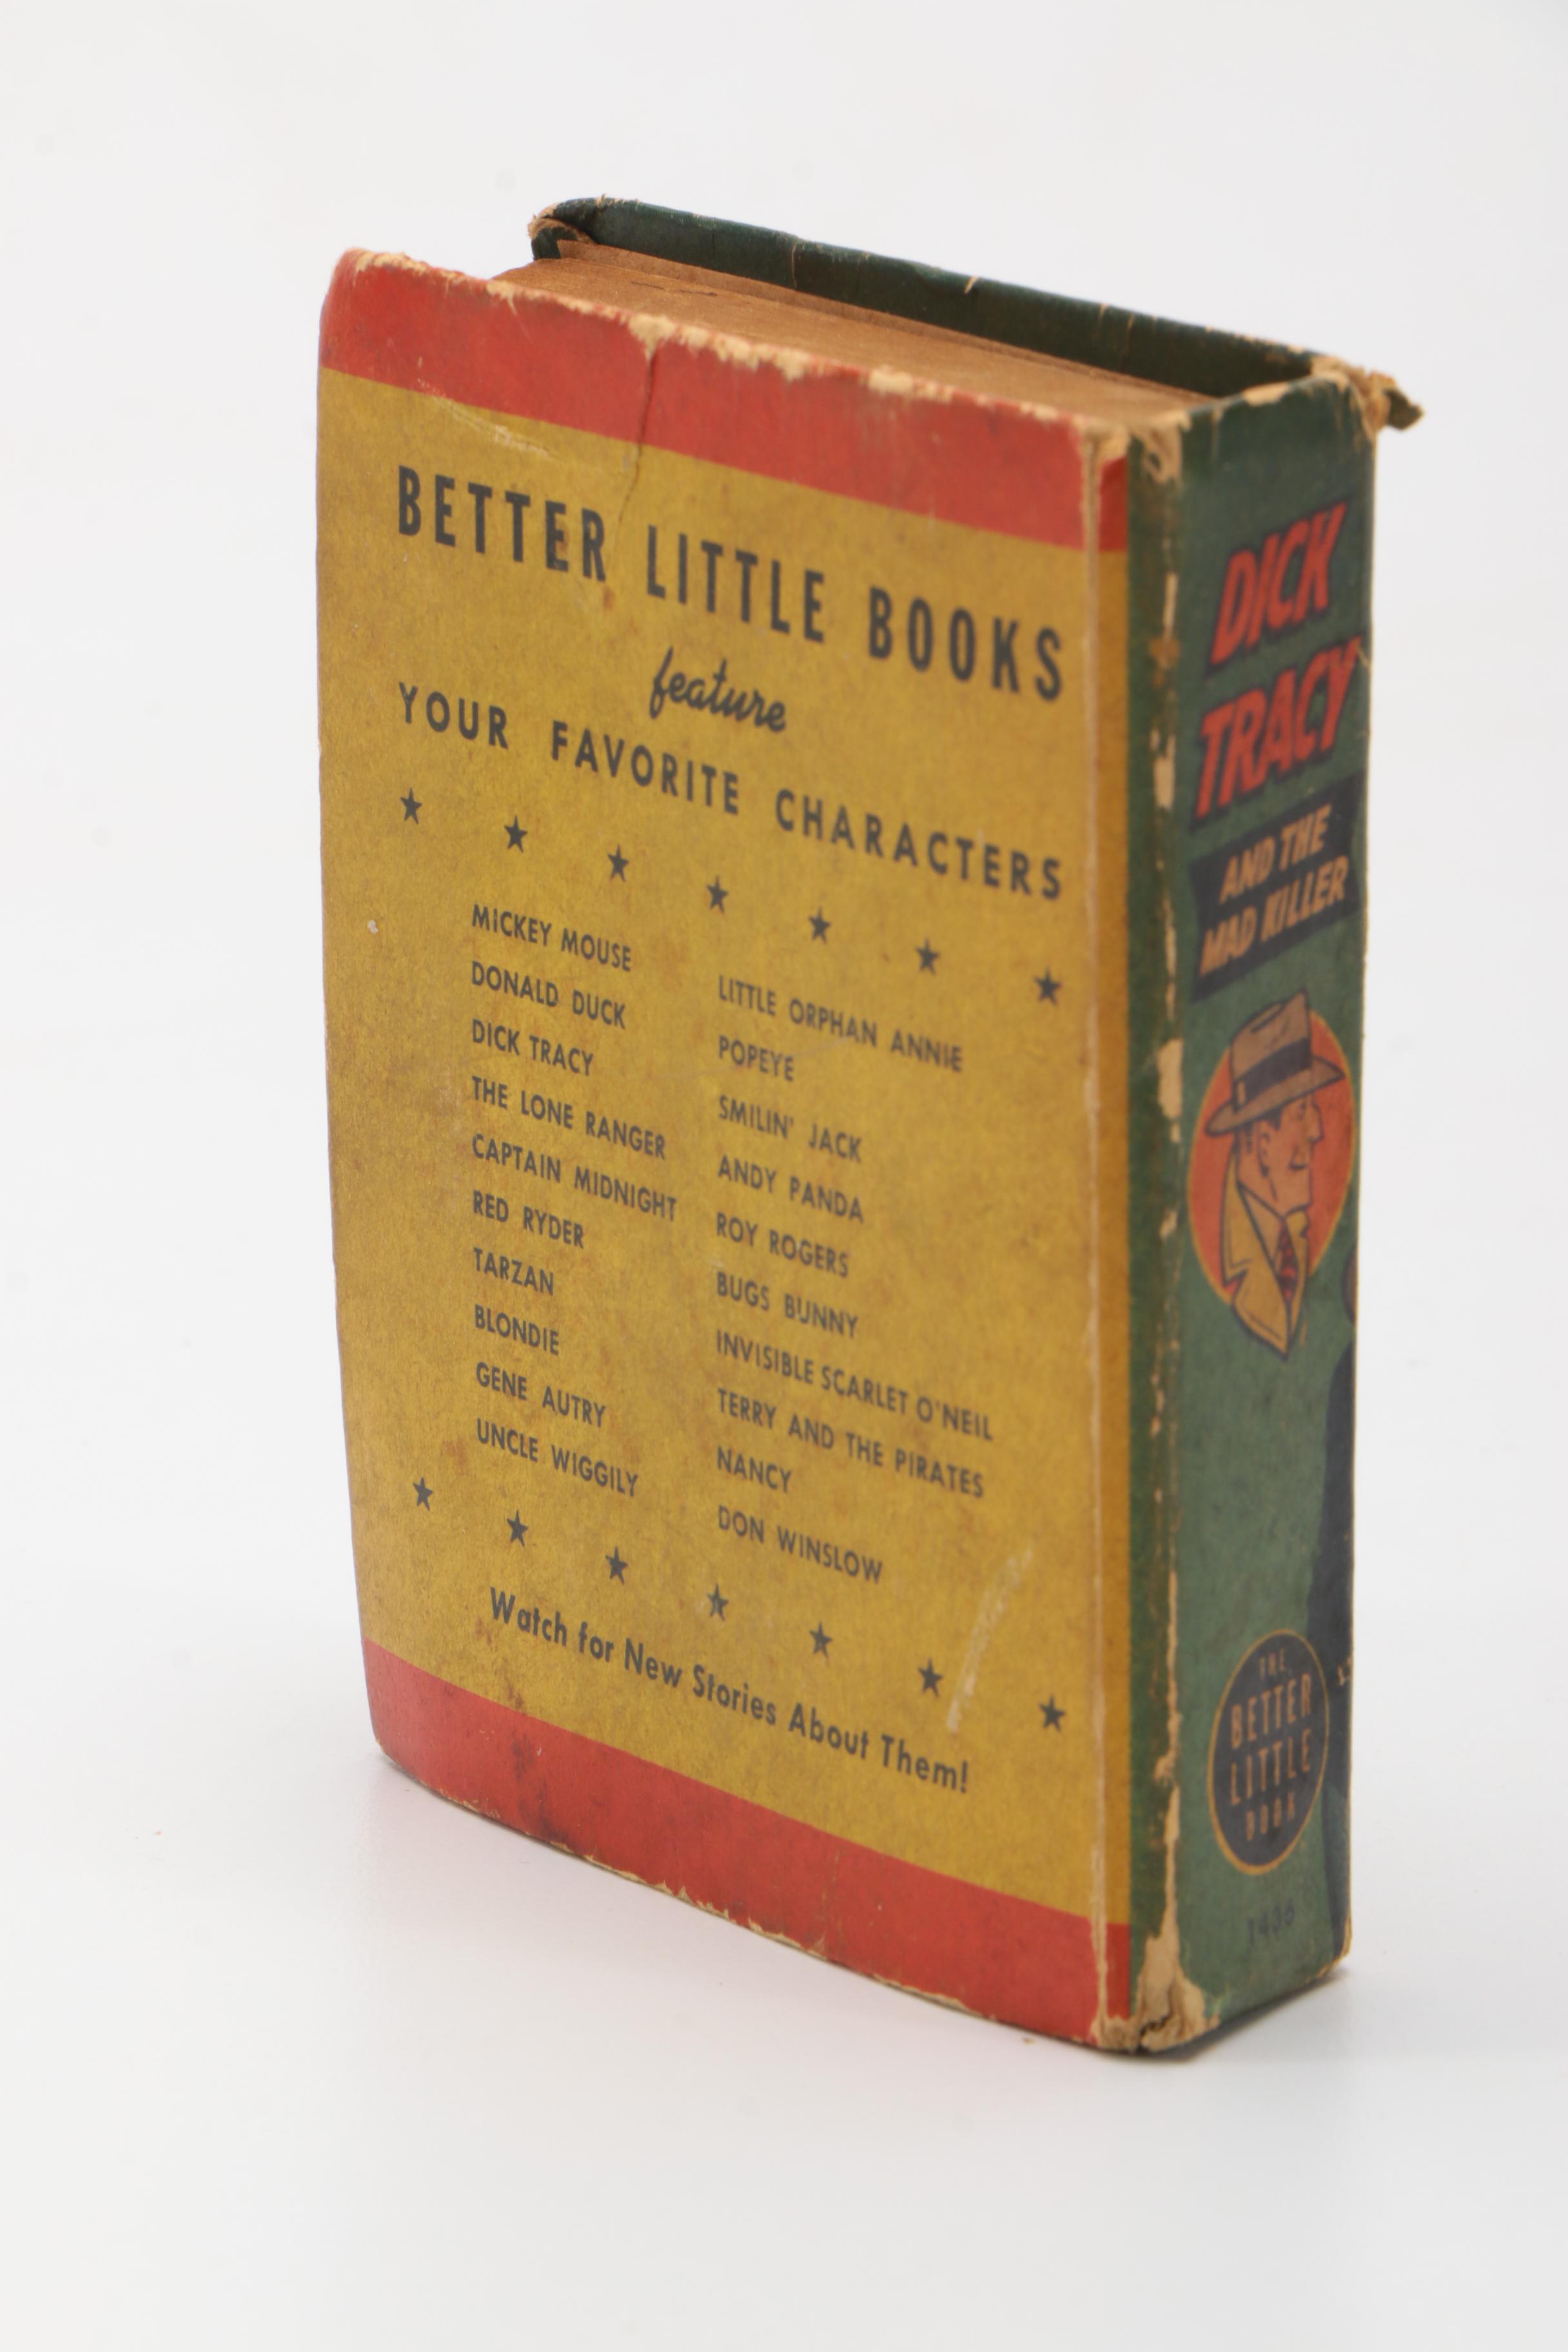 BETTER LITTLE BOOKS
feature
YOUR FAVORITE CHARACTERS
MICKEY MOUSE
DONALD DUCK
DICK TRACY
THE LONE RANGER
CAPTAIN MIDNIGHT
RED RYDER
TARZAN
BLONDIE
GENE AUTRY
UNCLE WIGGILY
LITTLE ORPHAN ANNIE
POPEYE
SMILIN' JACK
ANDY PANDA
ROY ROGERS
BUGS BUNNY
INVISIBLE SCARLET O'NEIL
TERRY AND THE PIRATES
NANCY
DON WINSLOW
Watch for New Stories About Them!
DICK
TRACY
AND THE
MAD KILLER
THE
BETTER
LITTLE
BOOK
1436